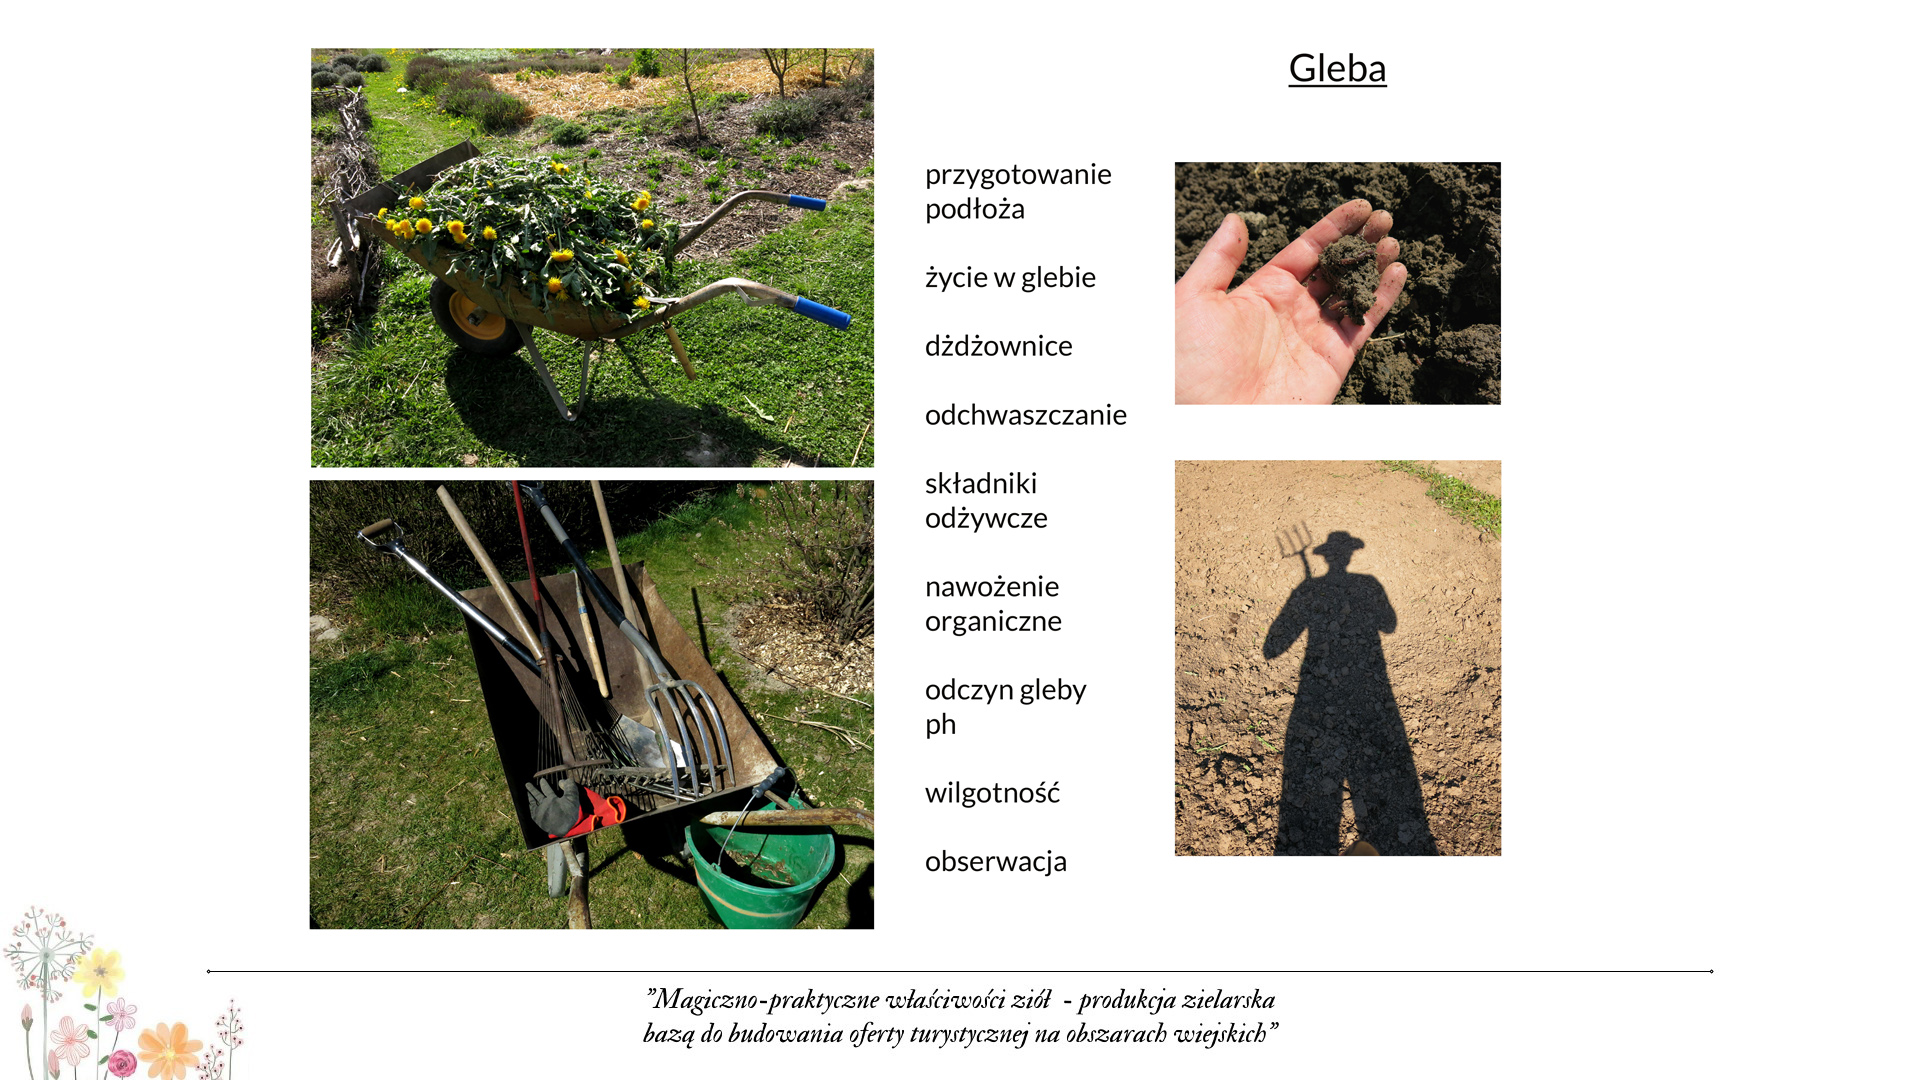 Gleba
przygotowanie
podłoża
życie w glebie
dżdżownice
odchwaszczanie
składniki
odżywcze
nawożenie
organiczne
odczyn gleby
ph
wilgotność
obserwacja
”Magiczno-praktyczne właściwości ziół - produkcja zielarska
bazą do budowania oferty turystycznej na obszarach wiejskich”